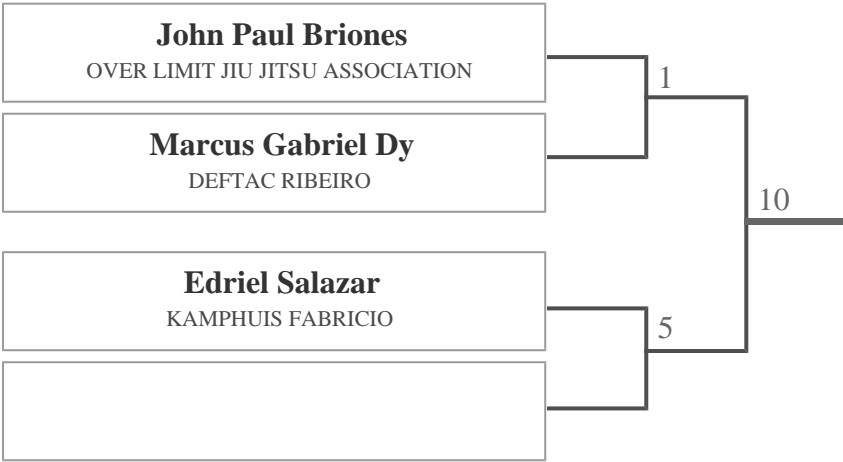 John Paul Briones
OVER LIMIT JIU JITSU ASSOCIATION
1
Marcus Gabriel Dy
DEFTAC RIBEIRO
10
Edriel Salazar
KAMPHUIS FABRICIO
5